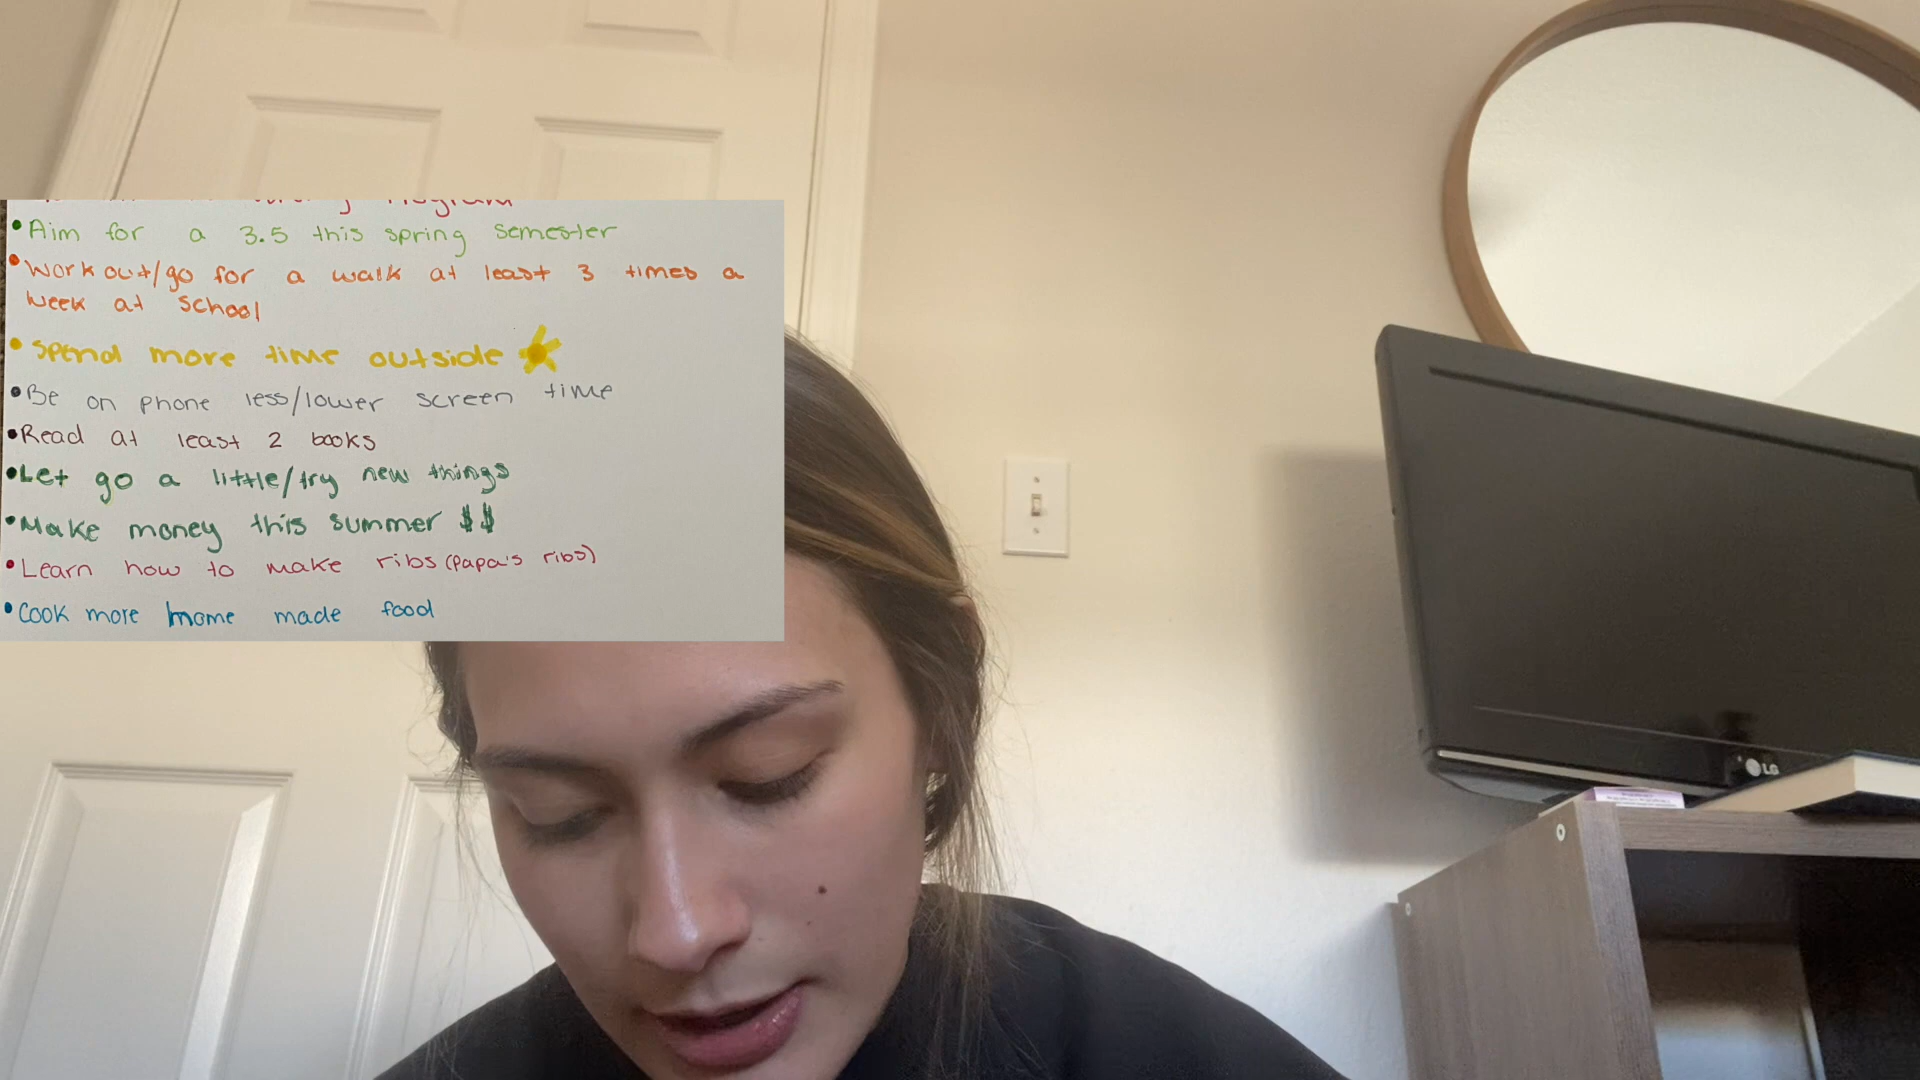 • Aim for a 3.5 this spring semester
• Work out/go for a walk at least 3 times a
week at school
• Spend more time outside
• Be on phone less/lower screen time
• Read at least 2 books
• Let go a little/try new things
• Make money this summer $$
• Learn how to make ribs (Papa's ribs)
• Cook more home made food
LG